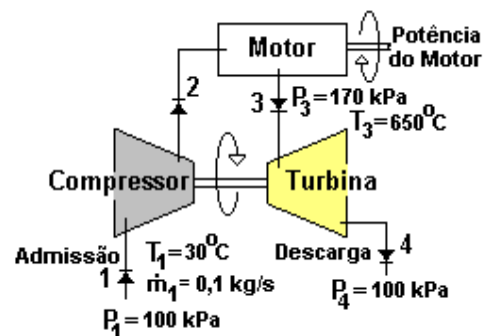 Motor
Potência
do Motor
2
3
P₃=170 kPa
T₃=650°C
Compressor
Turbina
Admissão
1
T₁=30°C
ṁ₁= 0,1 kg/s
P₁=100 kPa
Descarga
4
P₄=100 kPa